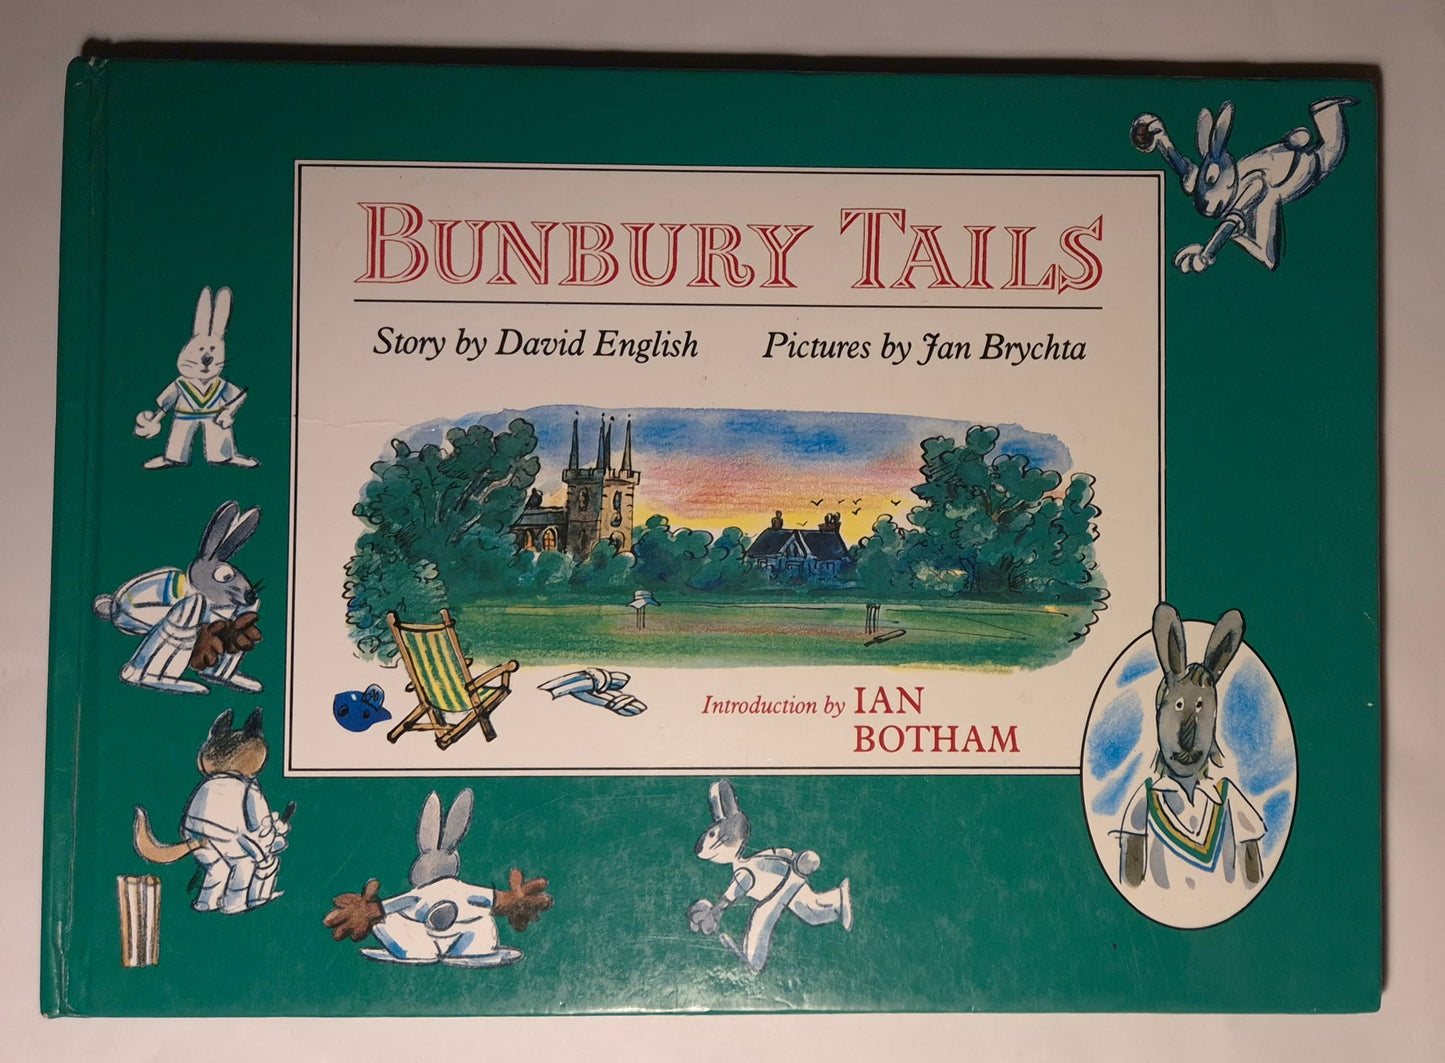 BUNBURY TAILS
Story by David English Pictures by Jan Brychta
Introduction by IAN
BOTHAM